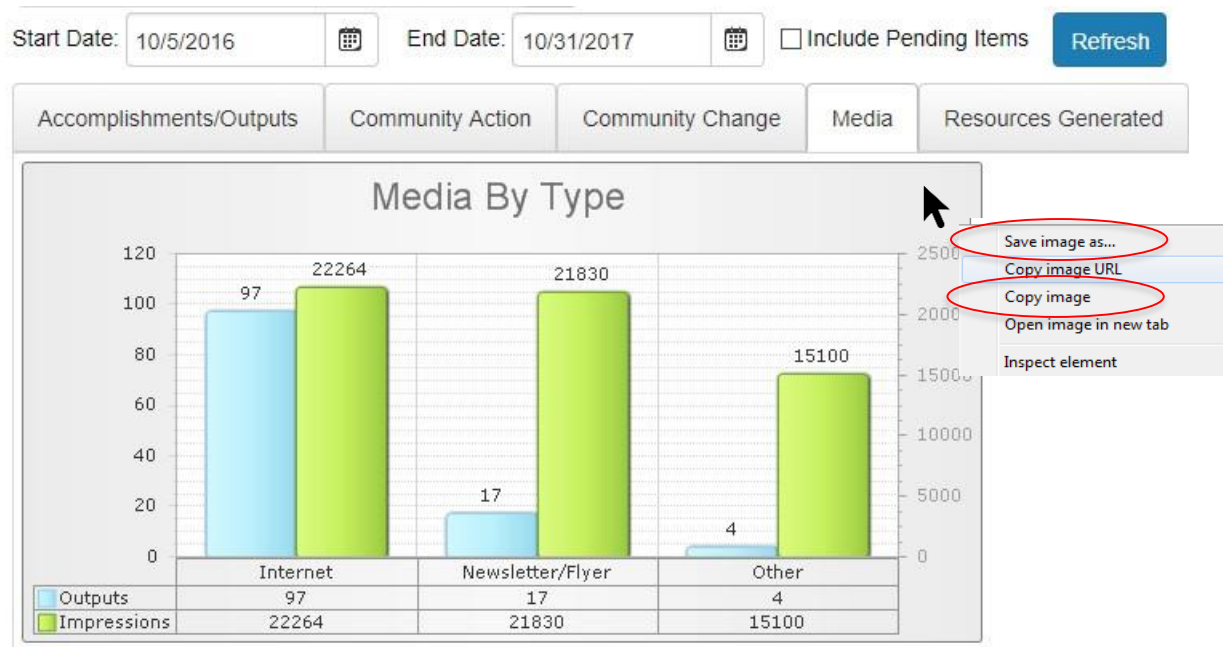 Start Date: 10/5/2016 End Date: 10/31/2017 Include Pending Items Refresh
Accomplishments/Outputs Community Action Community Change Media Resources Generated
Media By Type
Save image as...
Copy image URL
Copy image
Open image in new tab
Inspect element
120
100
80
60
40
20
0
97
22264
17
21830
4
15100
2500
2000
15000
10000
5000
0
Internet Newsletter/Flyer Other
Outputs 97 17 4
Impressions 22264 21830 15100